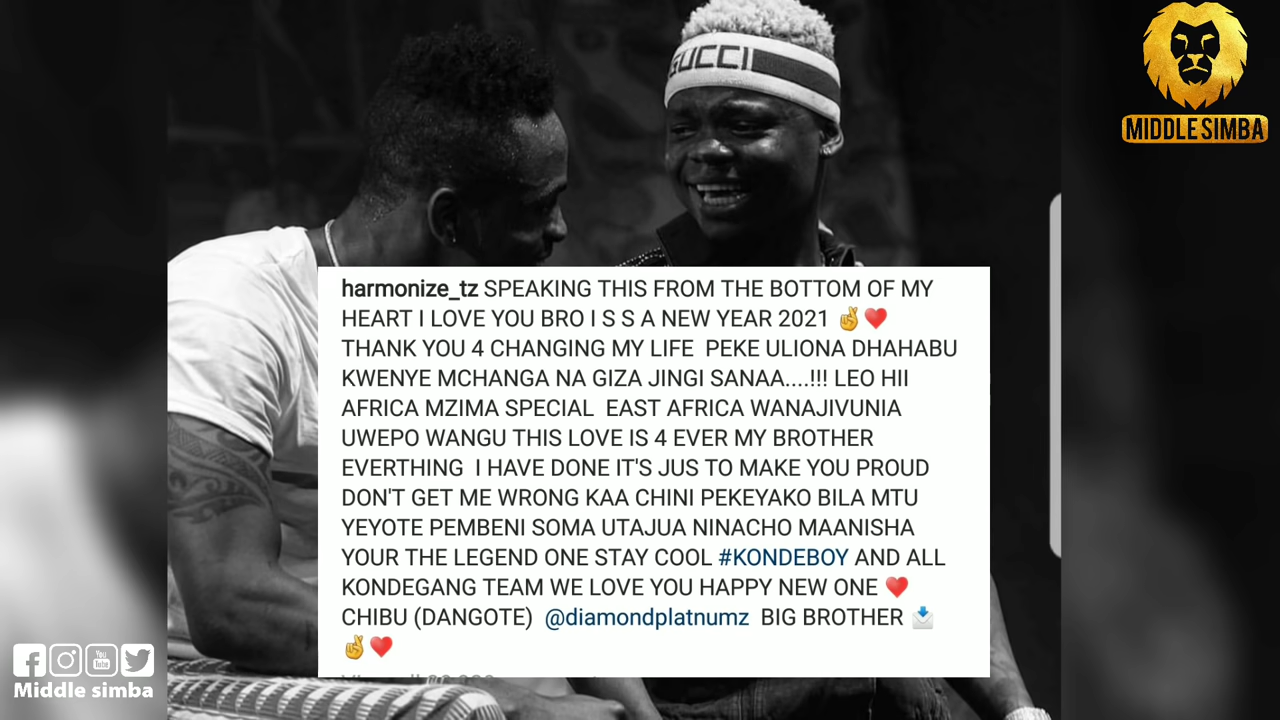 GUCCI
MIDDLE SIMBA
harmonize_tz SPEAKING THIS FROM THE BOTTOM OF MY
HEART I LOVE YOU BRO I S S A NEW YEAR 2021 🤞❤️
THANK YOU 4 CHANGING MY LIFE PEKE ULIONA DHAHABU
KWENYE MCHANGA NA GIZA JINGI SANAA....!!! LEO HII
AFRICA MZIMA SPECIAL EAST AFRICA WANAJIVUNIA
UWEPO WANGU THIS LOVE IS 4 EVER MY BROTHER
EVERTHING I HAVE DONE IT'S JUS TO MAKE YOU PROUD
DON'T GET ME WRONG KAA CHINI PEKEYAKO BILA MTU
YEYOTE PEMBENI SOMA UTAJUA NINACHO MAANISHA
YOUR THE LEGEND ONE STAY COOL #KONDEBOY AND ALL
KONDEGANG TEAM WE LOVE YOU HAPPY NEW ONE ❤️
CHIBU (DANGOTE) @diamondplatnumz BIG BROTHER 📩
🤞❤️
You Tube
Middle simba